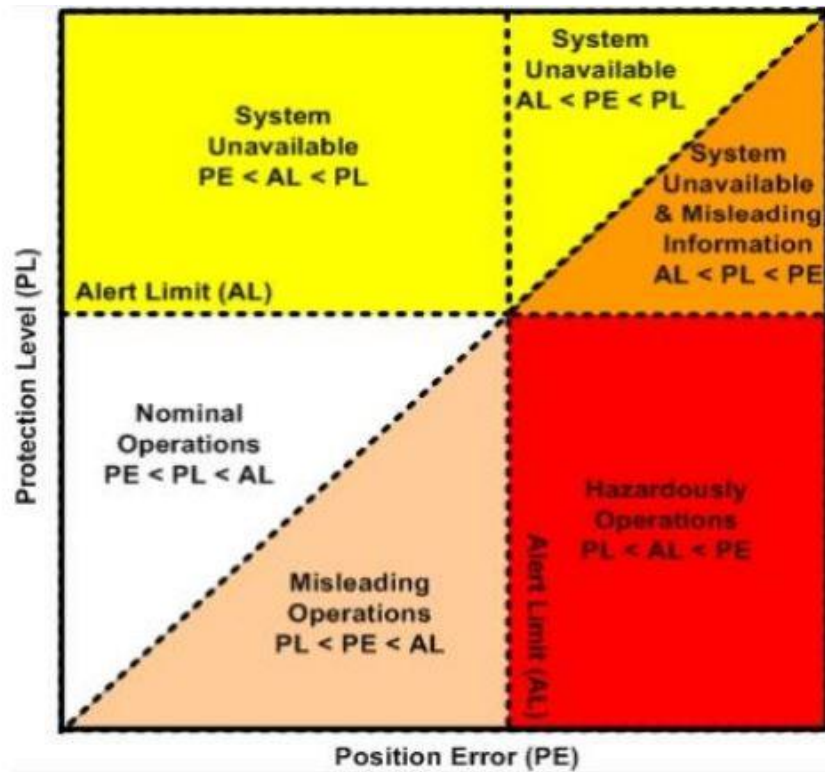 System
Unavailable
AL < PE < PL
System
Unavailable
PE < AL < PL
System
Unavailable
& Misleading
Information
AL < PL < PE
Alert Limit (AL)
Protection Level (PL)
Nominal
Operations
PE < PL < AL
Hazardously
Operations
PL < AL < PE
Misleading
Operations
PL < PE < AL
Alert Limit (AL)
Position Error (PE)